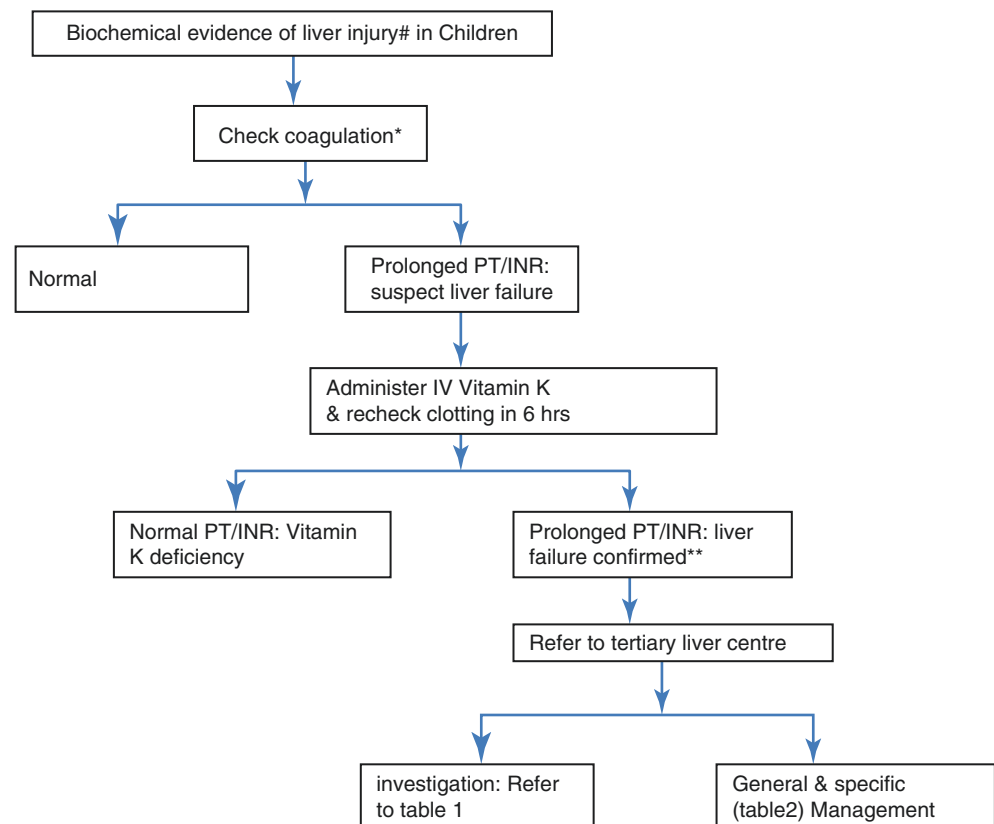 Biochemical evidence of liver injury# in Children
Check coagulation*
Normal
Prolonged PT/INR:
suspect liver failure
Administer IV Vitamin K
& recheck clotting in 6 hrs
Normal PT/INR: Vitamin
K deficiency
Prolonged PT/INR: liver
failure confirmed**
Refer to tertiary liver centre
investigation: Refer
to table 1
General & specific
(table2) Management